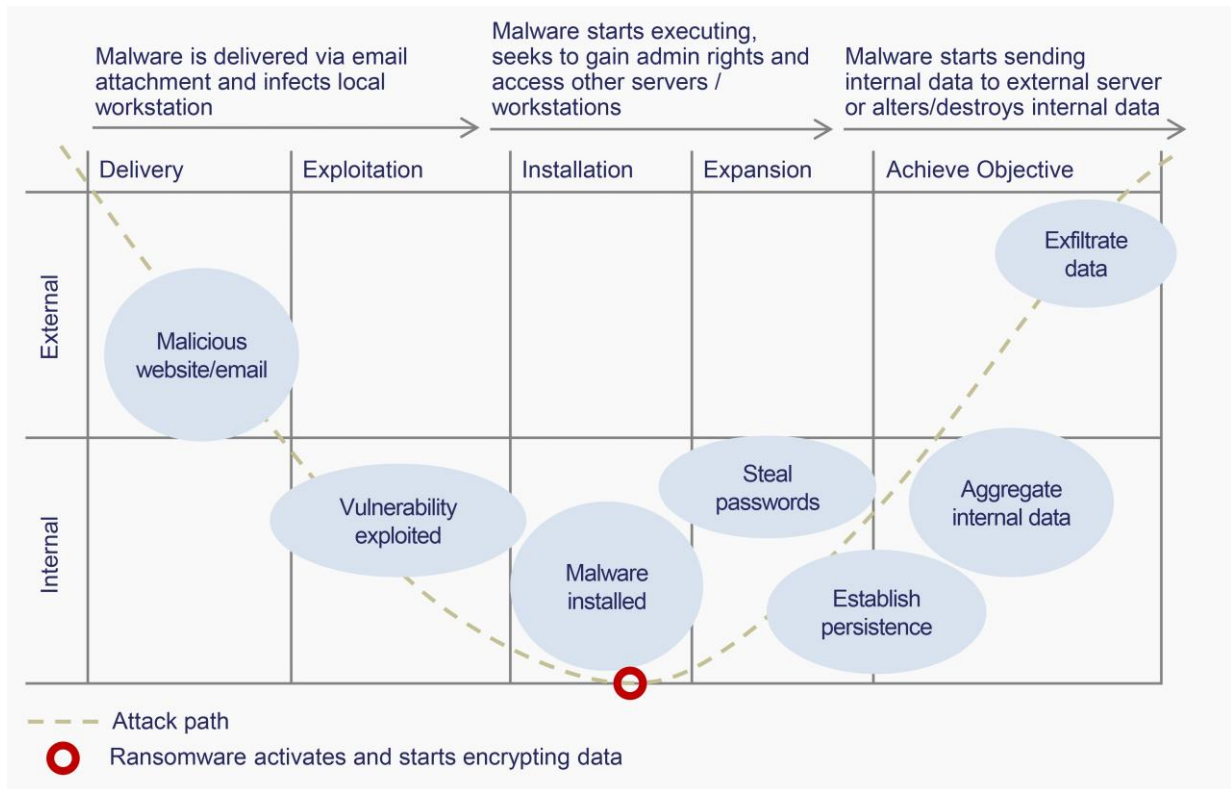 Malware is delivered via email
attachment and infects local
workstation
Malware starts executing,
seeks to gain admin rights and
access other servers /
workstations
Malware starts sending
internal data to external server
or alters/destroys internal data
Delivery
Exploitation
Installation
Expansion
Achieve Objective
External
Exfiltrate
data
Malicious
website/email
Internal
Vulnerability
exploited
Malware
installed
Steal
passwords
Establish
persistence
Aggregate
internal data
Attack path
Ransomware activates and starts encrypting data